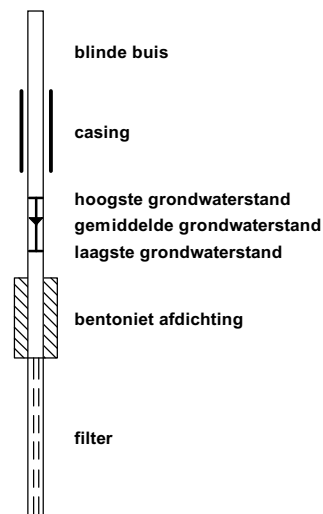 blinde buis
casing
hoogste grondwaterstand
gemiddelde grondwaterstand
laagste grondwaterstand
bentoniet afdichting
filter